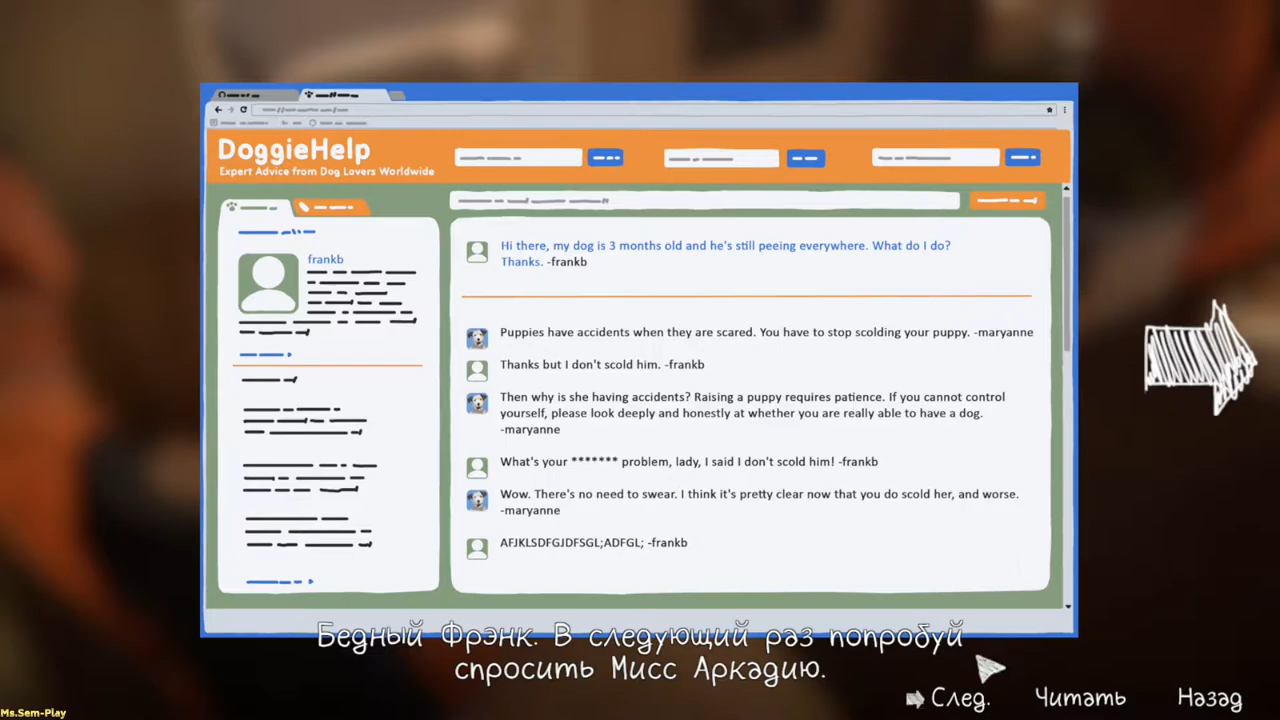 DoggieHelp
Expert Advice from Dog Lovers Worldwide
frankb
Hi there, my dog is 3 months old and he's still peeing everywhere. What do I do?
Thanks. -frankb
Puppies have accidents when they are scared. You have to stop scolding your puppy. -maryanne
Thanks but I don't scold him. -frankb
Then why is she having accidents? Raising a puppy requires patience. If you cannot control
yourself, please look deeply and honestly at whether you are really able to have a dog.
-maryanne
What's your ******* problem, lady, I said I don't scold him! -frankb
Wow. There's no need to swear. I think it's pretty clear now that you do scold her, and worse.
-maryanne
AFJKLSDFGJDFSGL;ADFGL; -frankb
Бедный Фрэнк. В следующий раз попробуй
спросить Мисс Аркадию.
След. Читать Назад
Ms.Sem-Play